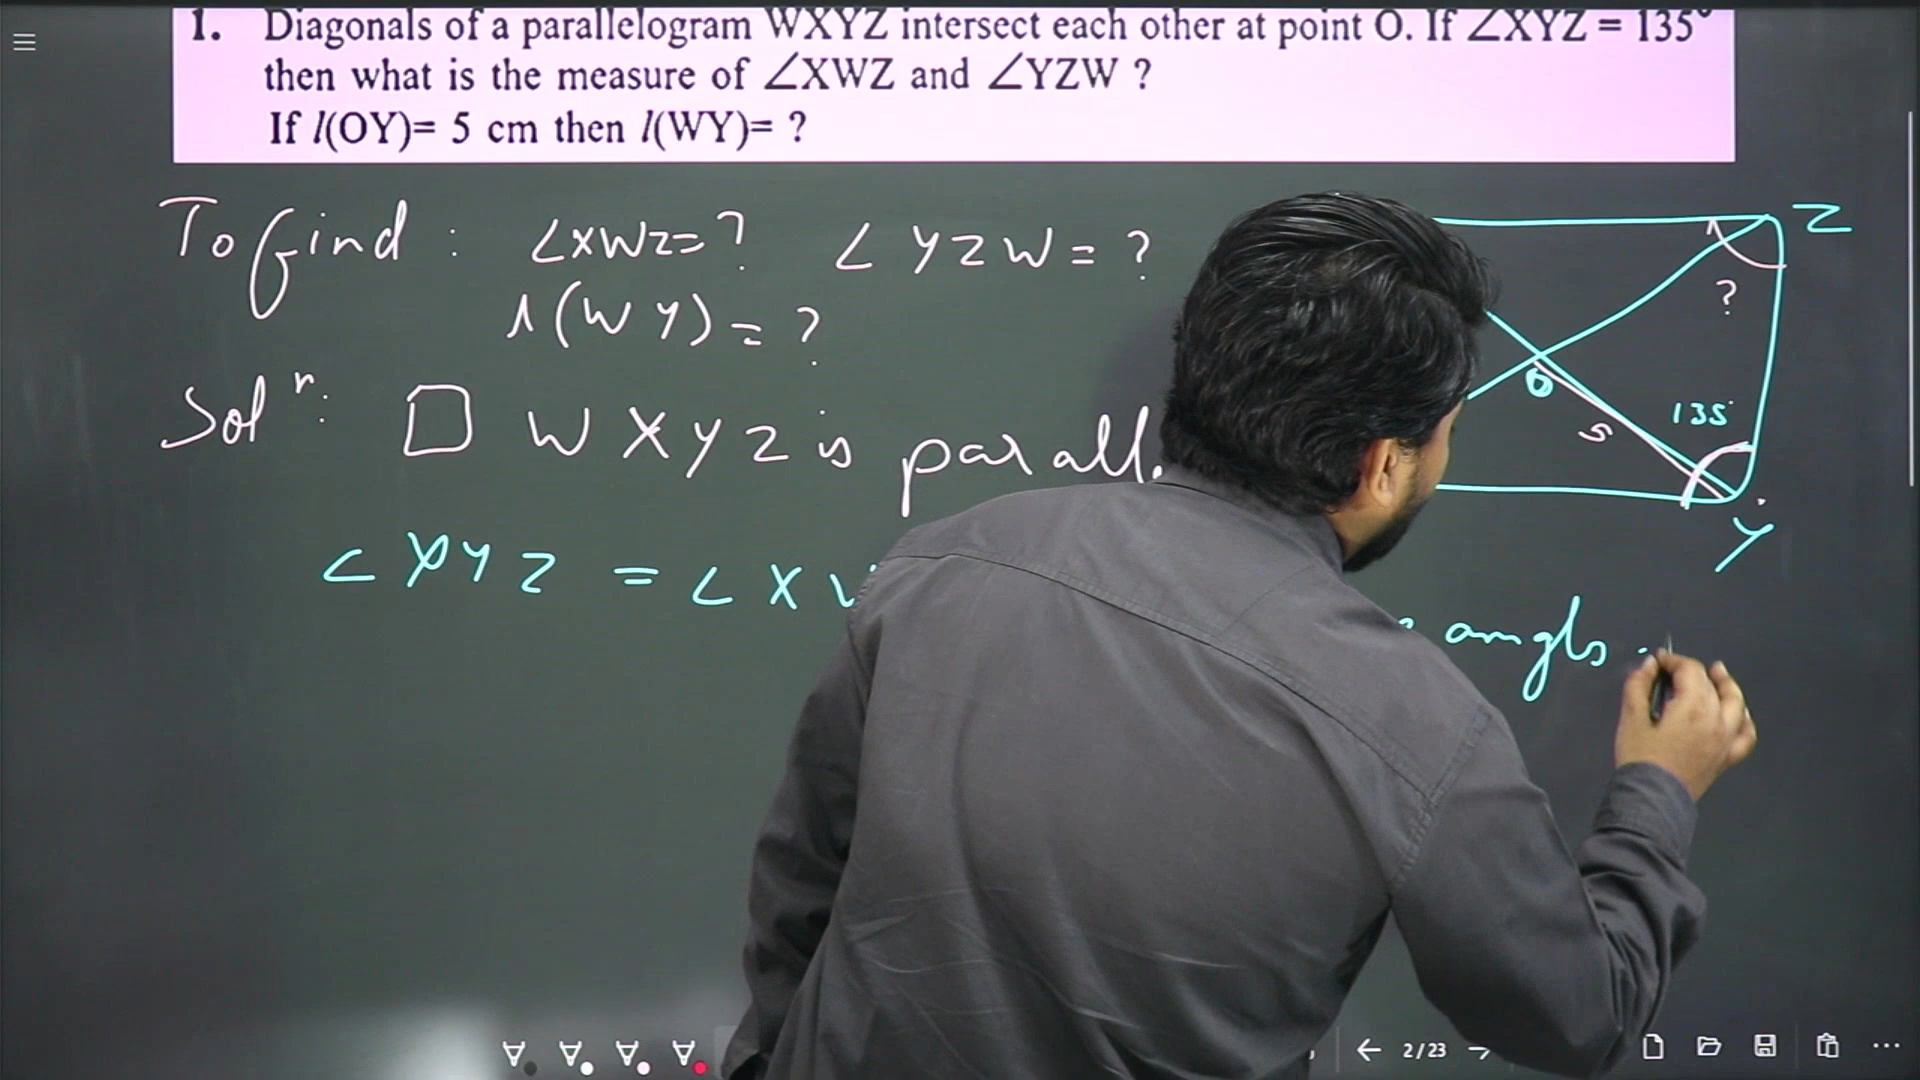 1. Diagonals of a parallelogram WXYZ intersect each other at point O. If ∠XYZ = 135°
then what is the measure of ∠XWZ and ∠YZW ?
If l(OY)= 5 cm then l(WY)= ?
To find : ∠XWZ=? ∠YZW=?
l(WY)=?
Z
?
O
135°
5
Y
Solⁿ: □ WXYZ is parall.
∠XYZ = ∠X
angls
2/23